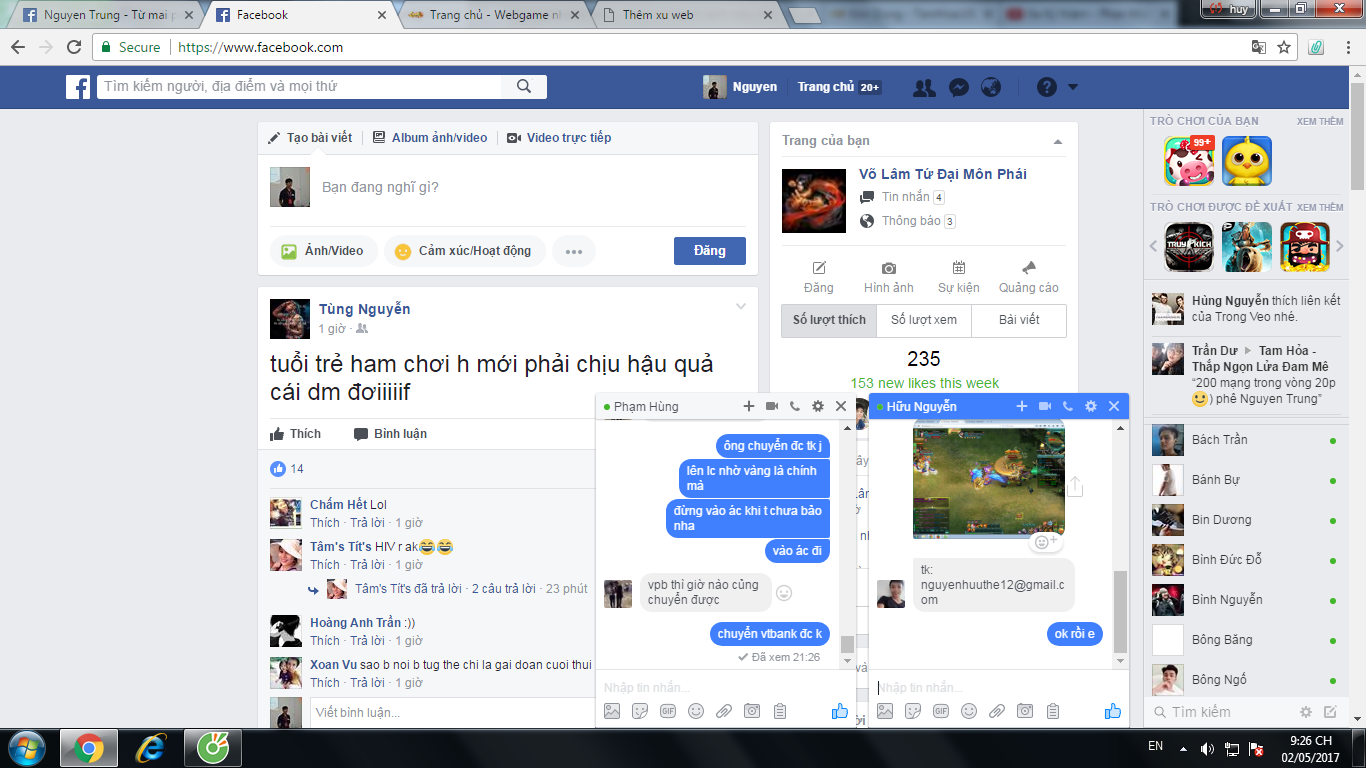 Nguyen Trung - Từ mai p
Facebook
Trang chủ - Webgame nh
Thêm xu web
huy
Secure
https://www.facebook.com
Tìm kiếm người, địa điểm và mọi thứ
Nguyen
Trang chủ 20+
Tạo bài viết
Album ảnh/video
Video trực tiếp
Bạn đang nghĩ gì?
Ảnh/Video
Cảm xúc/Hoạt động
Đăng
Tùng Nguyễn
1 giờ
tuổi trẻ ham chơi h mới phải chịu hậu quả
cái dm đơiiiiif
Thích
Bình luận
14
Chấm Hết Lol
Thích · Trả lời · 1 giờ
Tâm's Tít's HIV r ak😂😂
Thích · Trả lời · 1 giờ
Tâm's Tít's đã trả lời · 2 câu trả lời · 23 phút
Hoàng Anh Trần :))
Thích · Trả lời · 1 giờ
Xoan Vu sao b noi b tug the chi la gai doan cuoi thui
Thích · Trả lời · 1 giờ
Viết bình luận...
Trang của bạn
Võ Lâm Tứ Đại Môn Phái
Tin nhắn 4
Thông báo 3
Đăng
Hình ảnh
Sự kiện
Quảng cáo
Số lượt thích
Số lượt xem
Bài viết
235
153 new likes this week
Phạm Hùng
ông chuyển đc tk j
lên lc nhờ vàng là chính
mà
đừng vào ác khi t chưa bảo
nha
vào ác đi
vpb thì giờ nào cũng
chuyển được
chuyển vtbank đc k
Đã xem 21:26
Nhập tin nhắn...
Hữu Nguyễn
tk:
nguyenhuuthe12@gmail.c
om
ok rồi e
Nhập tin nhắn...
TRÒ CHƠI CỦA BẠN
XEM THÊM
99+
TRÒ CHƠI ĐƯỢC ĐỀ XUẤT
XEM THÊM
TRUY KÍCH
Hùng Nguyễn thích liên kết
của Trong Veo nhé.
Trần Dư ▶ Tam Hỏa -
Thắp Ngọn Lửa Đam Mê
“200 mạng trong vòng 20p
🙂) phê Nguyen Trung”
Bách Trần
Bánh Bự
Bin Dương
Bình Đức Đỗ
Bình Nguyễn
Bông Băng
Bông Ngố
Tìm kiếm
EN
9:26 CH
02/05/2017